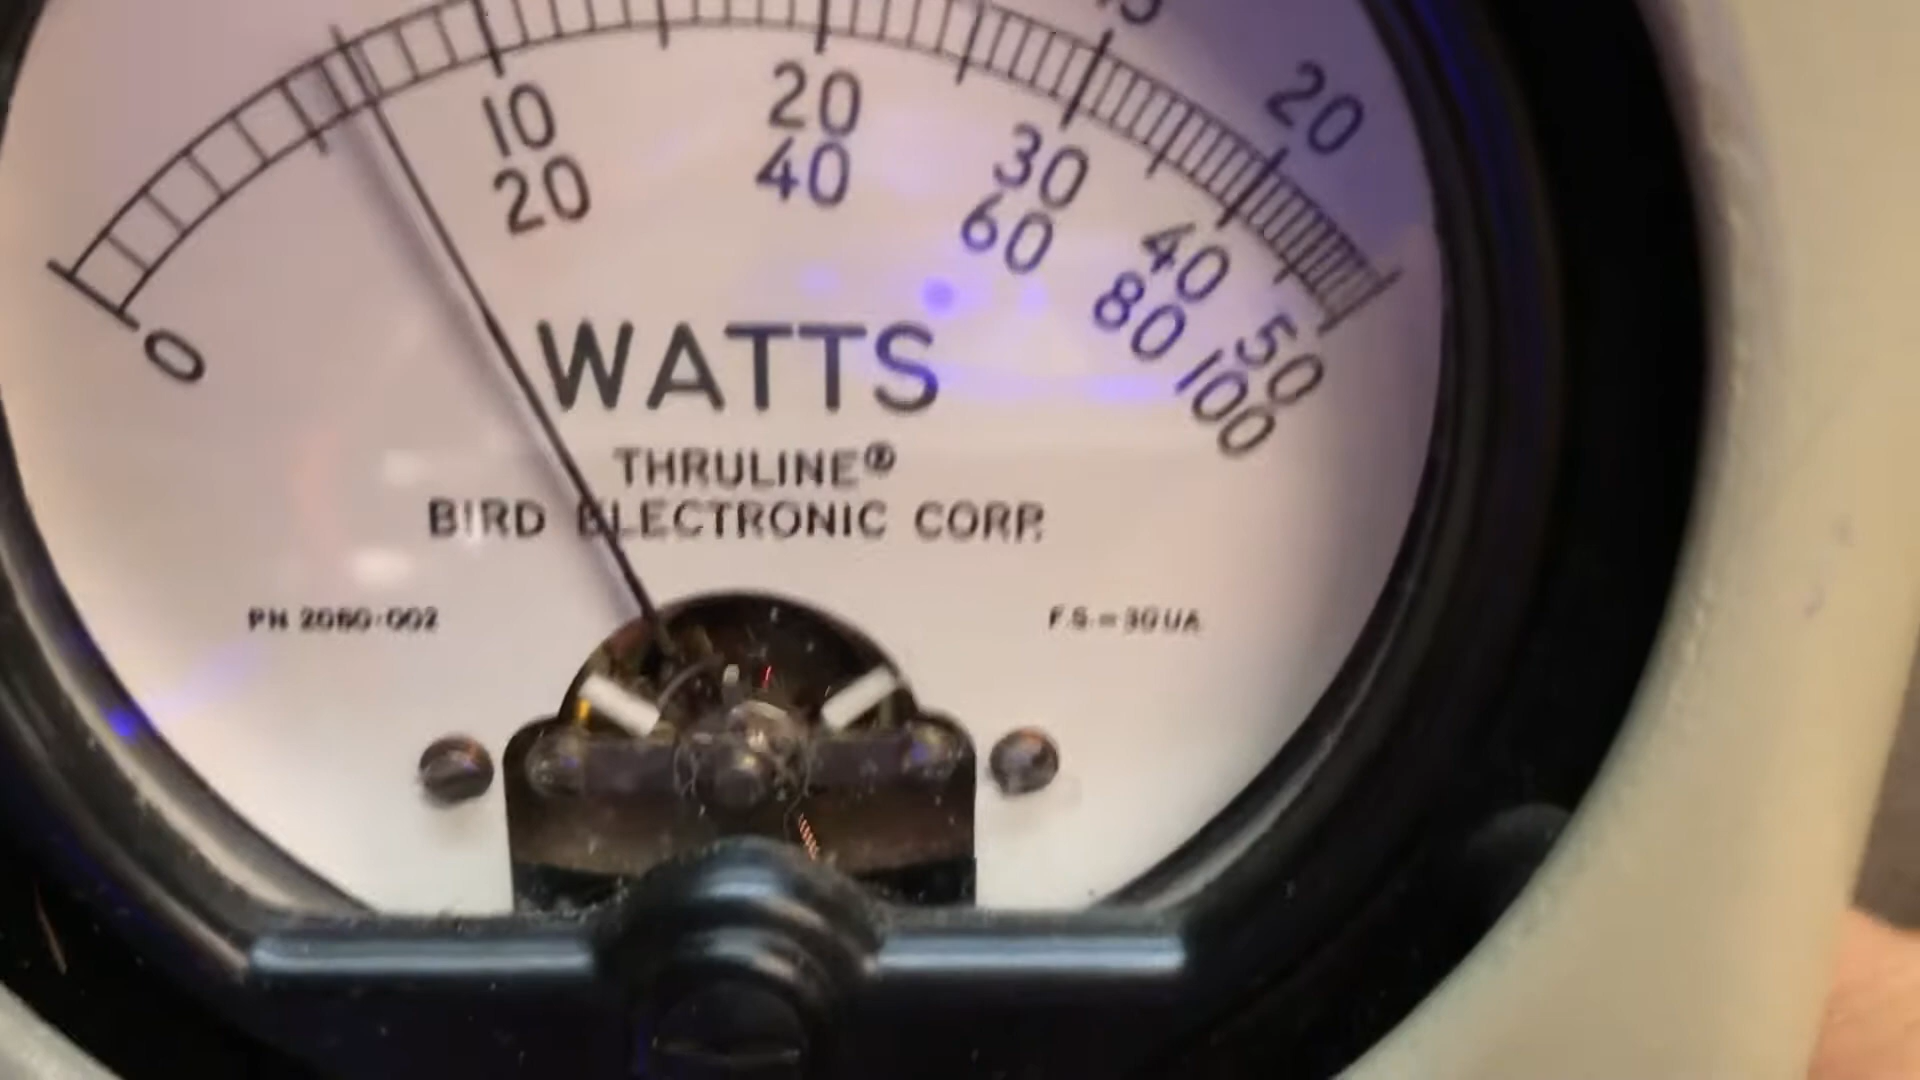 20
10 20 30 40 50
0 20 40 60 80 100
WATTS
THRULINE®
BIRD ELECTRONIC CORP.
PN 2080-002 F.S.=30UA